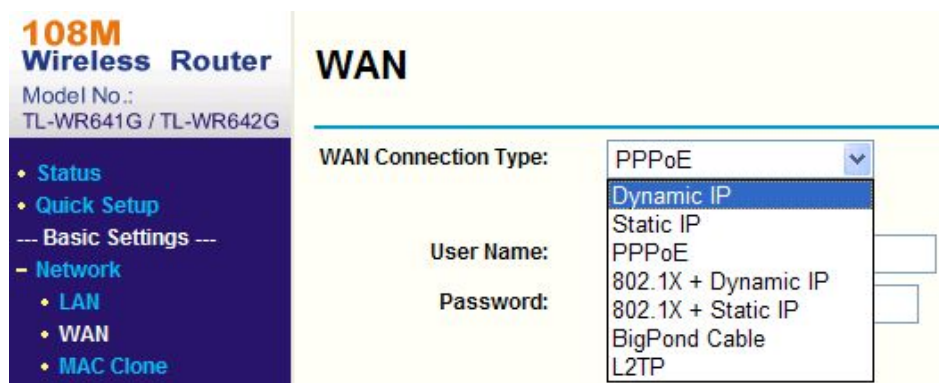 108M
Wireless Router
Model No.:
TL-WR641G / TL-WR642G
• Status
• Quick Setup
--- Basic Settings ---
– Network
• LAN
• WAN
• MAC Clone
WAN
WAN Connection Type: PPPoE
Dynamic IP
Static IP
PPPoE
802.1X + Dynamic IP
802.1X + Static IP
BigPond Cable
L2TP
User Name:
Password: